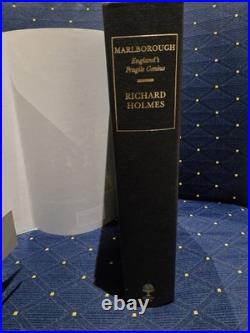 MARLBOROUGH
England's
Fragile Genius
RICHARD
HOLMES